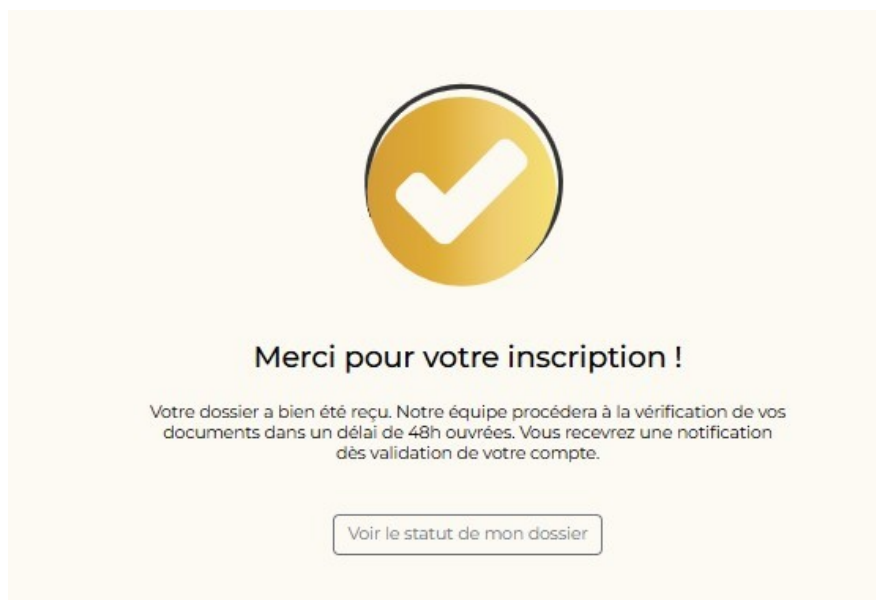 Merci pour votre inscription !
Votre dossier a bien été reçu. Notre équipe procédera à la vérification de vos
documents dans un délai de 48h ouvrées. Vous recevrez une notification
dès validation de votre compte.
Voir le statut de mon dossier